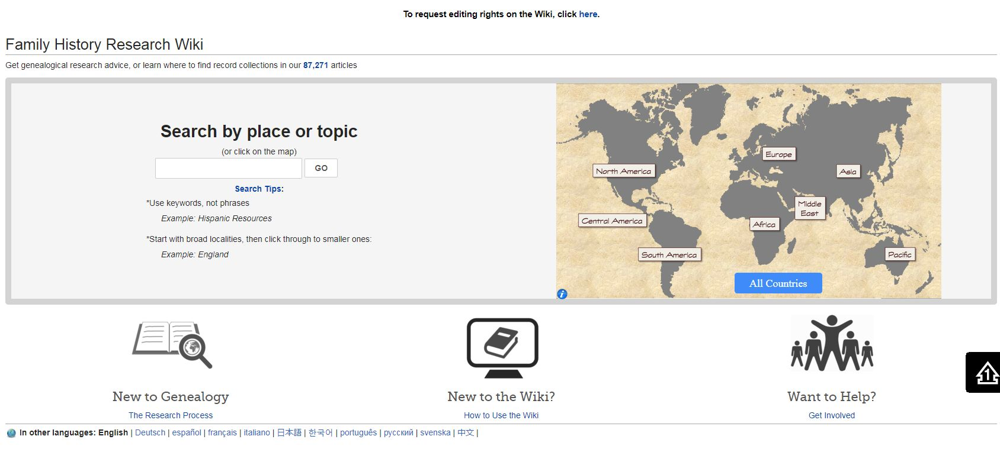 To request editing rights on the Wiki, click here.
Family History Research Wiki
Get genealogical research advice, or learn where to find record collections in our 87,271 articles
Search by place or topic
(or click on the map)
GO
Search Tips:
*Use keywords, not phrases
Example: Hispanic Resources
*Start with broad localities, then click through to smaller ones:
Example: England
North America
Europe
Asia
Middle
East
Central America
Africa
South America
Pacific
All Countries
i
1
New to Genealogy
The Research Process
New to the Wiki?
How to Use the Wiki
Want to Help?
Get Involved
In other languages: English | Deutsch | español | français | italiano | 日本語 | 한국어 | português | русский | svenska | 中文 |